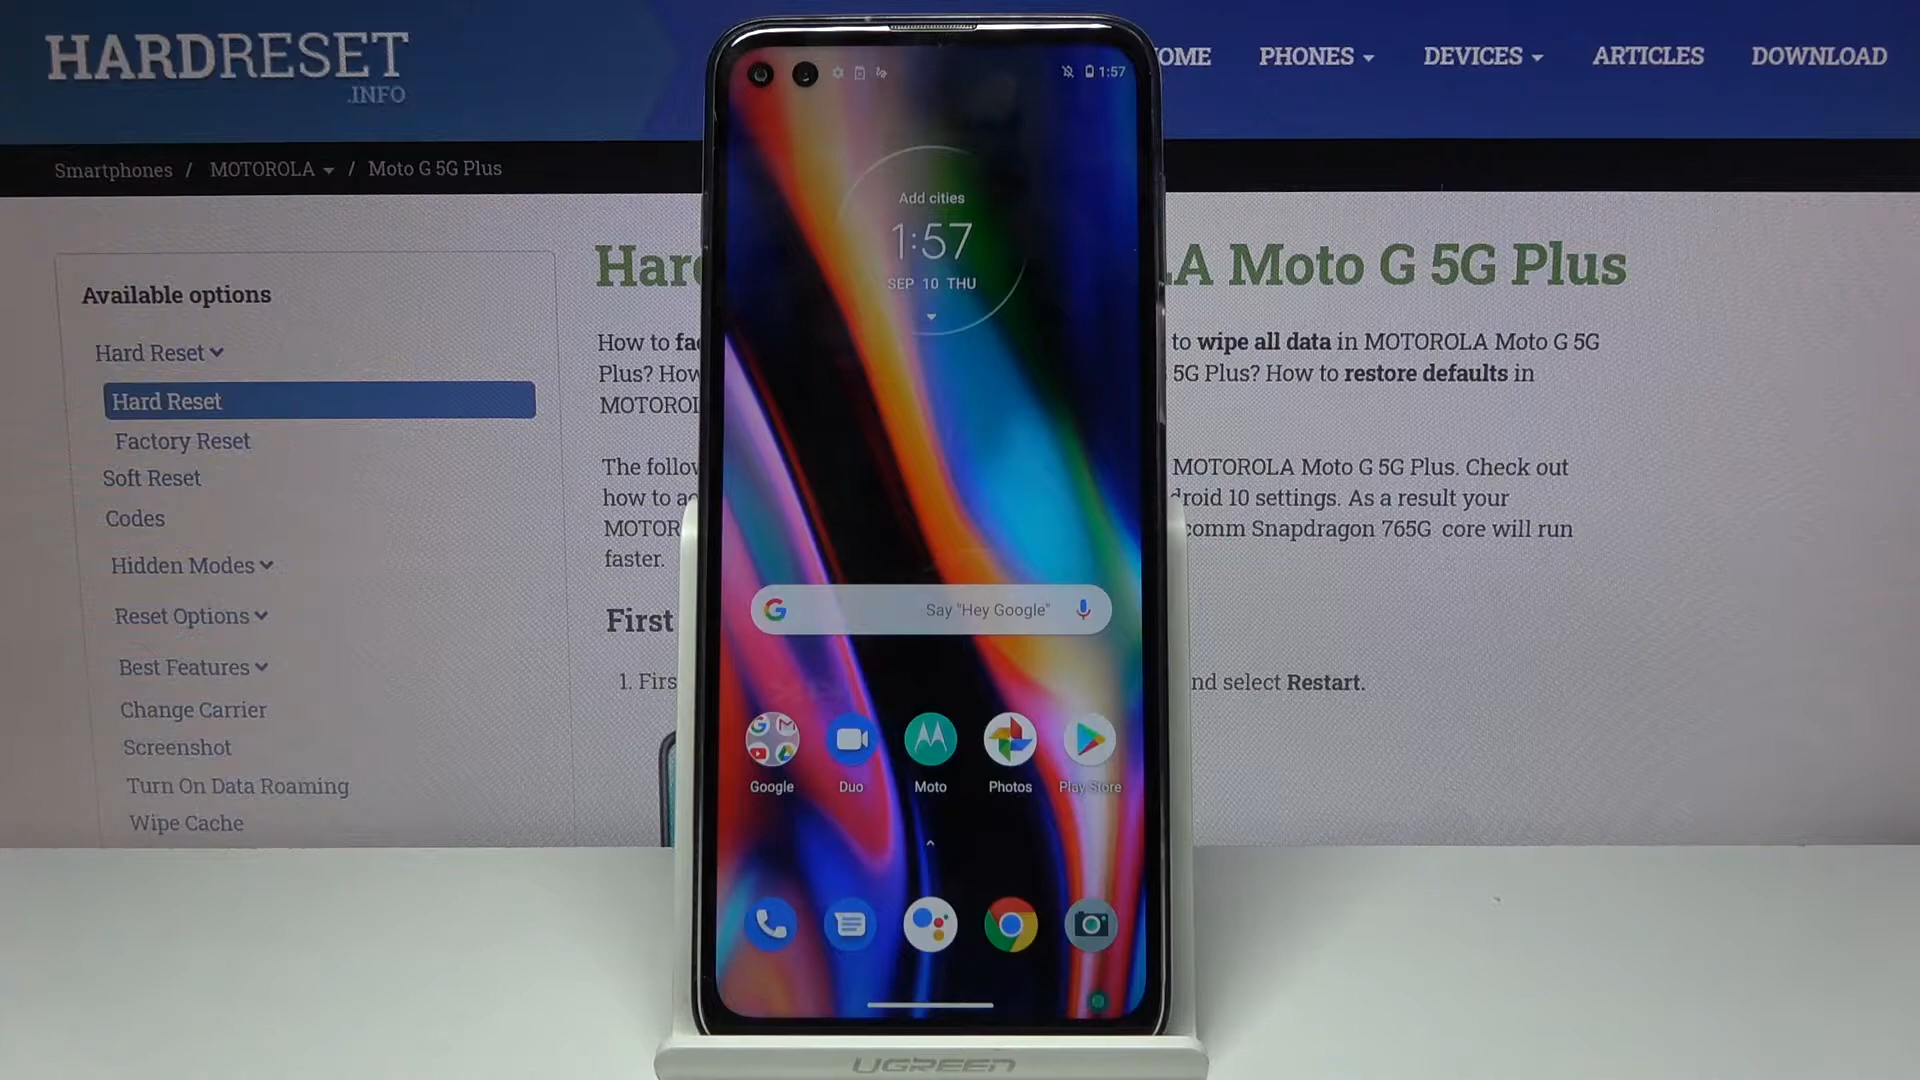 HARDRESET
.INFO
OME
PHONES
DEVICES
ARTICLES
DOWNLOAD
Smartphones / MOTOROLA / Moto G 5G Plus
Available options
Hard Reset
Hard Reset
Factory Reset
Soft Reset
Codes
Hidden Modes
Reset Options
Best Features
Change Carrier
Screenshot
Turn On Data Roaming
Wipe Cache
1:57
Add cities
1:57
SEP 10 THU
Say "Hey Google"
Google
Duo
Moto
Photos
Play Store
Hard
A Moto G 5G Plus
How to fa
to wipe all data in MOTOROLA Moto G 5G
Plus? How
5G Plus? How to restore defaults in
MOTOROL
The follow
MOTOROLA Moto G 5G Plus. Check out
how to a
droid 10 settings. As a result your
MOTOR
comm Snapdragon 765G core will run
faster.
First
1. Firs
nd select Restart.
UGREEN